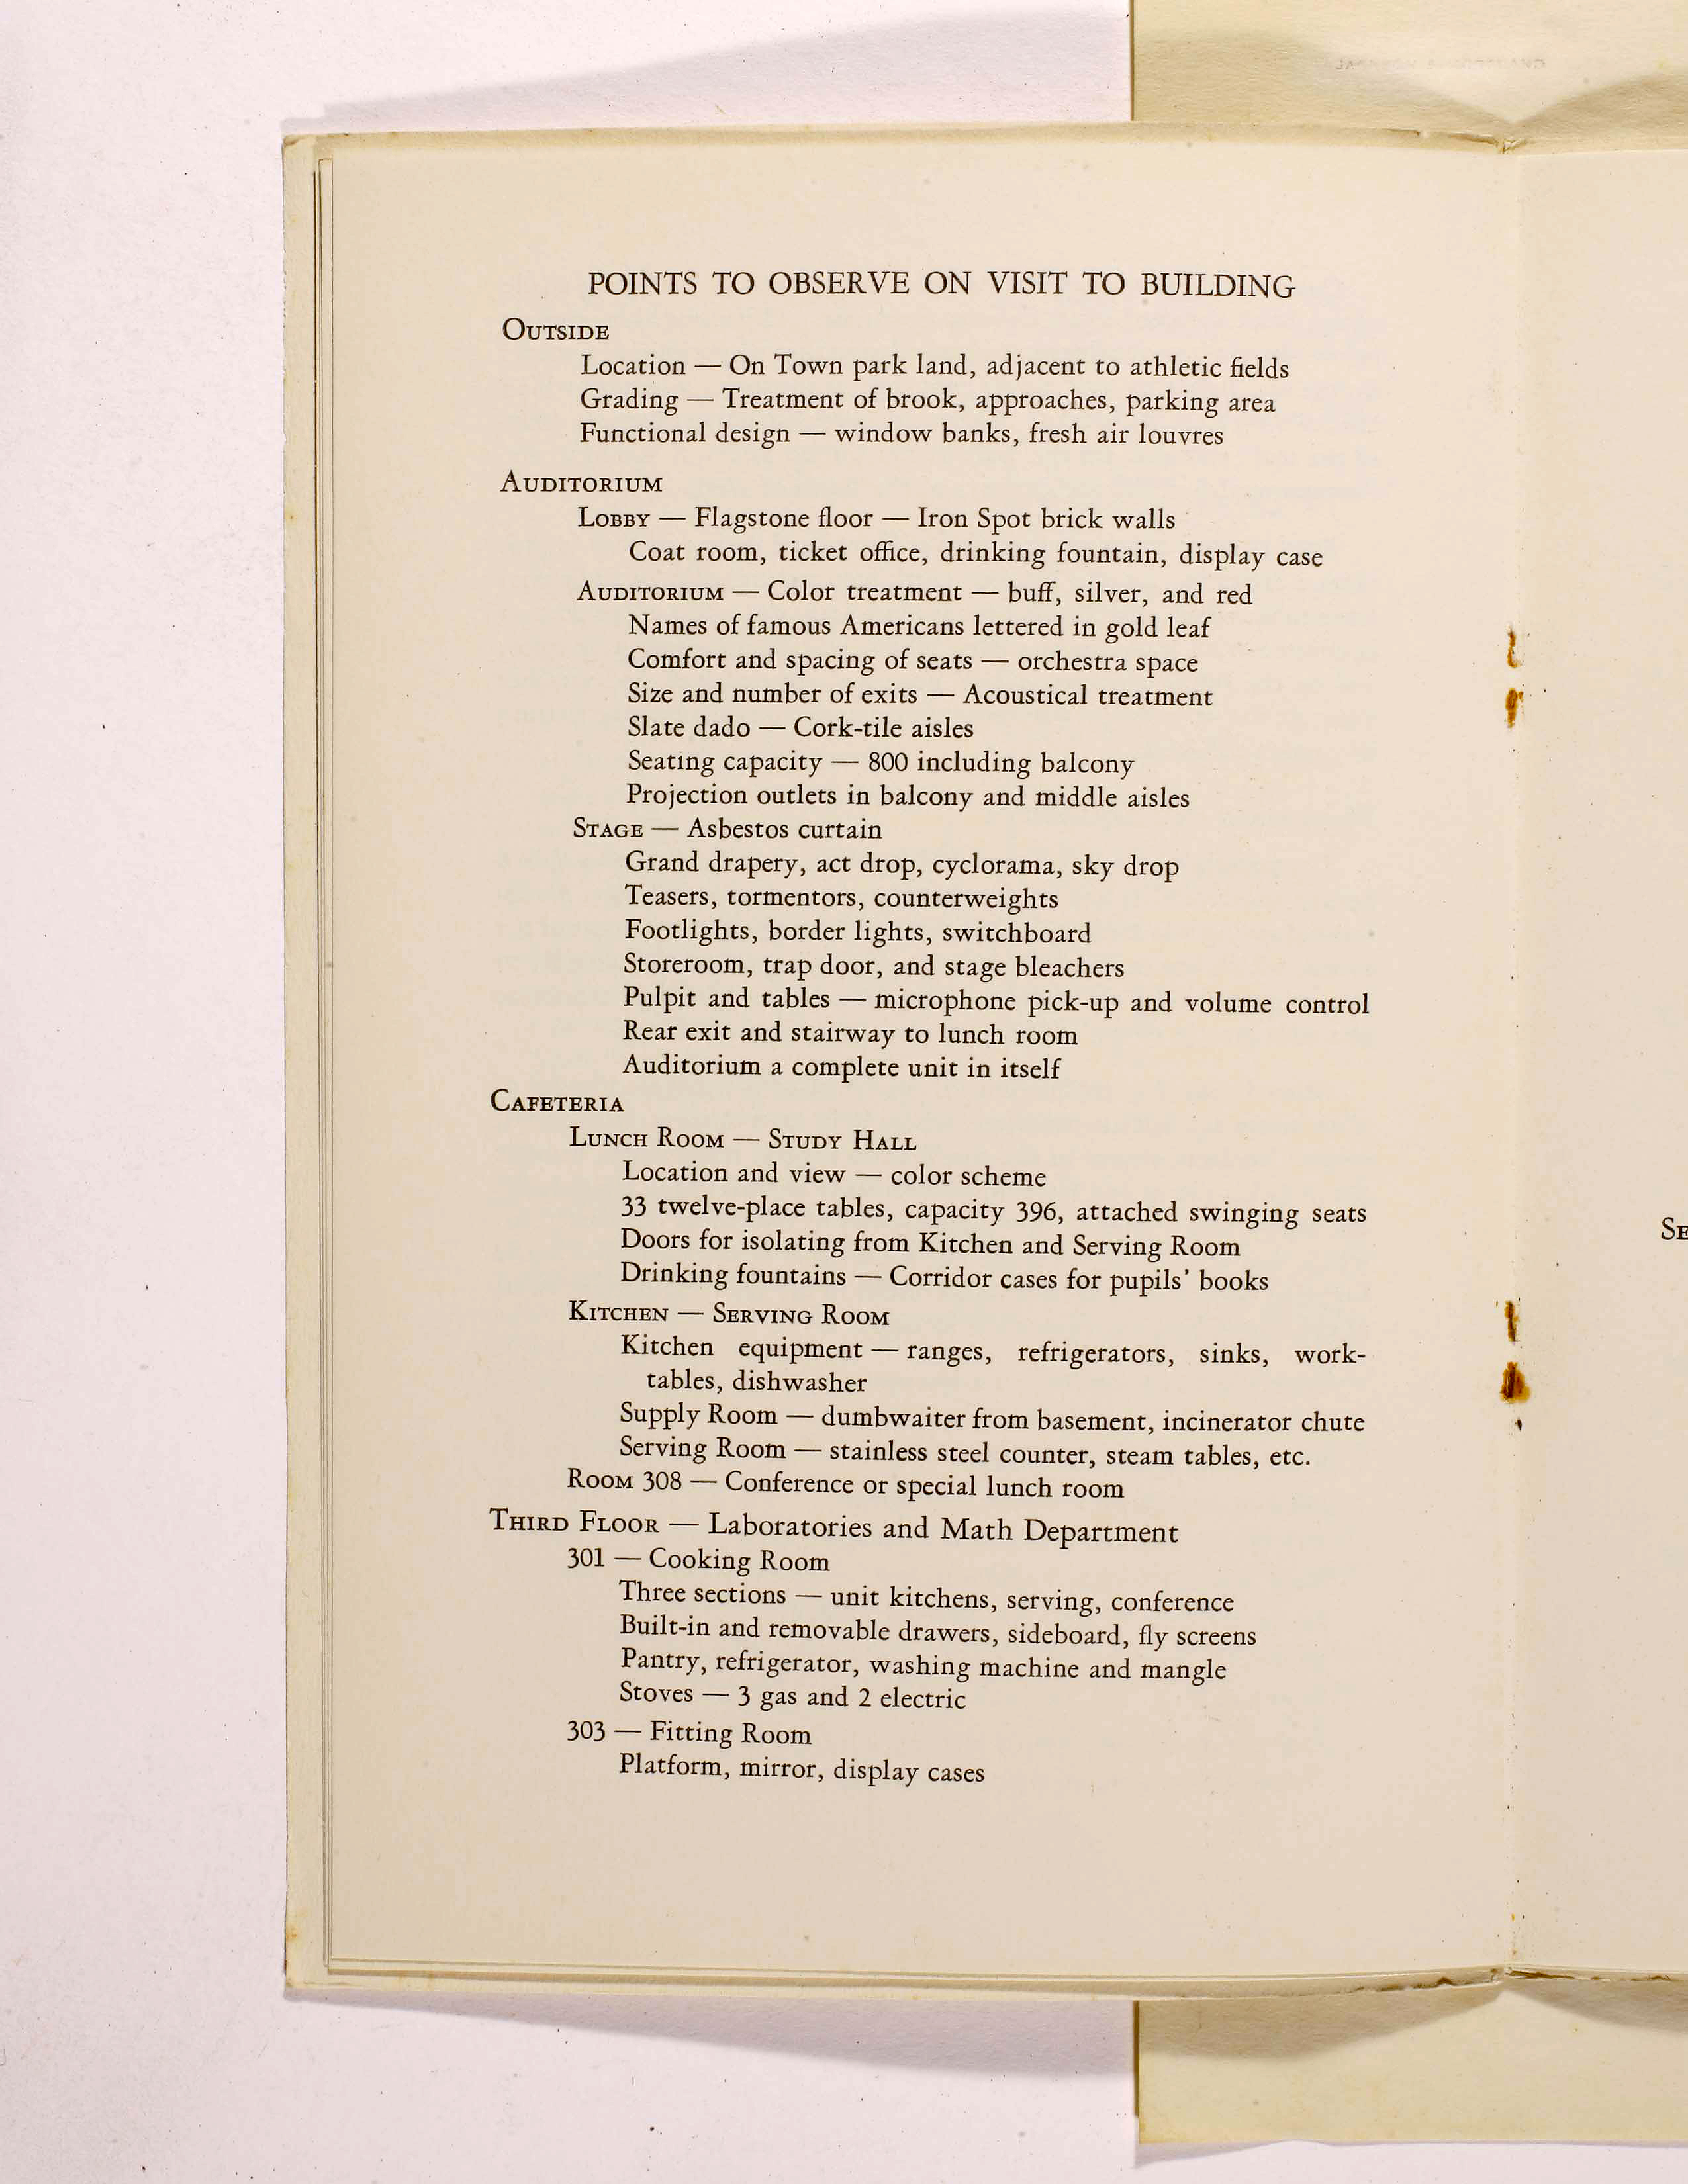 POINTS TO OBSERVE ON VISIT TO BUILDING
OUTSIDE
Location — On Town park land, adjacent to athletic fields
Grading — Treatment of brook, approaches, parking area
Functional design — window banks, fresh air louvres
AUDITORIUM
LOBBY — Flagstone floor — Iron Spot brick walls
Coat room, ticket office, drinking fountain, display case
AUDITORIUM — Color treatment — buff, silver, and red
Names of famous Americans lettered in gold leaf
Comfort and spacing of seats — orchestra space
Size and number of exits — Acoustical treatment
Slate dado — Cork-tile aisles
Seating capacity — 800 including balcony
Projection outlets in balcony and middle aisles
STAGE — Asbestos curtain
Grand drapery, act drop, cyclorama, sky drop
Teasers, tormentors, counterweights
Footlights, border lights, switchboard
Storeroom, trap door, and stage bleachers
Pulpit and tables — microphone pick-up and volume control
Rear exit and stairway to lunch room
Auditorium a complete unit in itself
CAFETERIA
LUNCH ROOM — STUDY HALL
Location and view — color scheme
33 twelve-place tables, capacity 396, attached swinging seats
Doors for isolating from Kitchen and Serving Room
Drinking fountains — Corridor cases for pupils' books
KITCHEN — SERVING ROOM
Kitchen equipment — ranges, refrigerators, sinks, work-
tables, dishwasher
Supply Room — dumbwaiter from basement, incinerator chute
Serving Room — stainless steel counter, steam tables, etc.
ROOM 308 — Conference or special lunch room
THIRD FLOOR — Laboratories and Math Department
301 — Cooking Room
Three sections — unit kitchens, serving, conference
Built-in and removable drawers, sideboard, fly screens
Pantry, refrigerator, washing machine and mangle
Stoves — 3 gas and 2 electric
303 — Fitting Room
Platform, mirror, display cases
SE